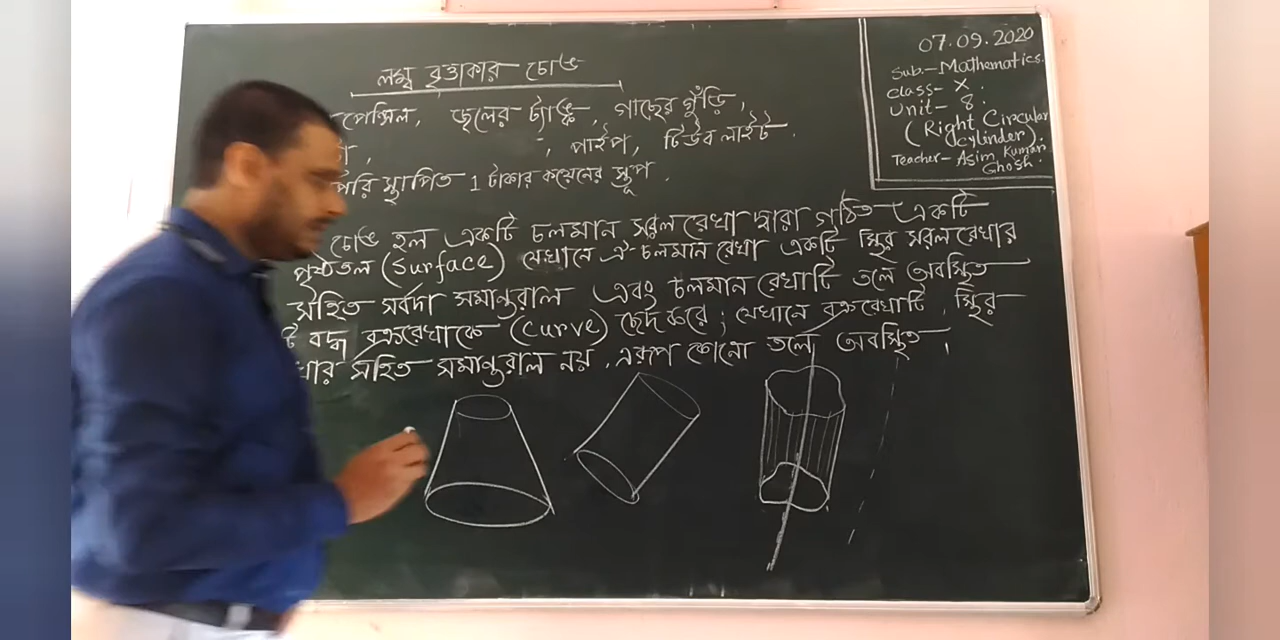 লম্ব বৃত্তাকার চোঙ
পেন্সিল, জলের ট্যাঙ্ক, গাছের গুঁড়ি,
, পাইপ, টিউব লাইট.
পরি স্থাপিত 1 টাকার কয়েনের স্তূপ.
চোঙ হল একটি চলমান সরলরেখা দ্বারা গঠিত একটি
পৃষ্ঠতল (surface) যেখানে ঐ চলমান রেখা একটি স্থির সরলরেখার
সহিত সর্বদা সমান্তরাল এবং চলমান রেখাটি তলে অবস্থিত
টি বদ্ধ বক্ররেখাকে (curve) ছেদ করে; যেখানে বক্ররেখাটি, স্থির
খার সহিত সমান্তরাল নয়, এরূপ কোনো তলে অবস্থিত,
07.09.2020
Sub.- Mathematics.
Class- X.
Unit- 8.
(Right Circular
Cylinder).
Teacher- Asim Kumar
Ghosh.